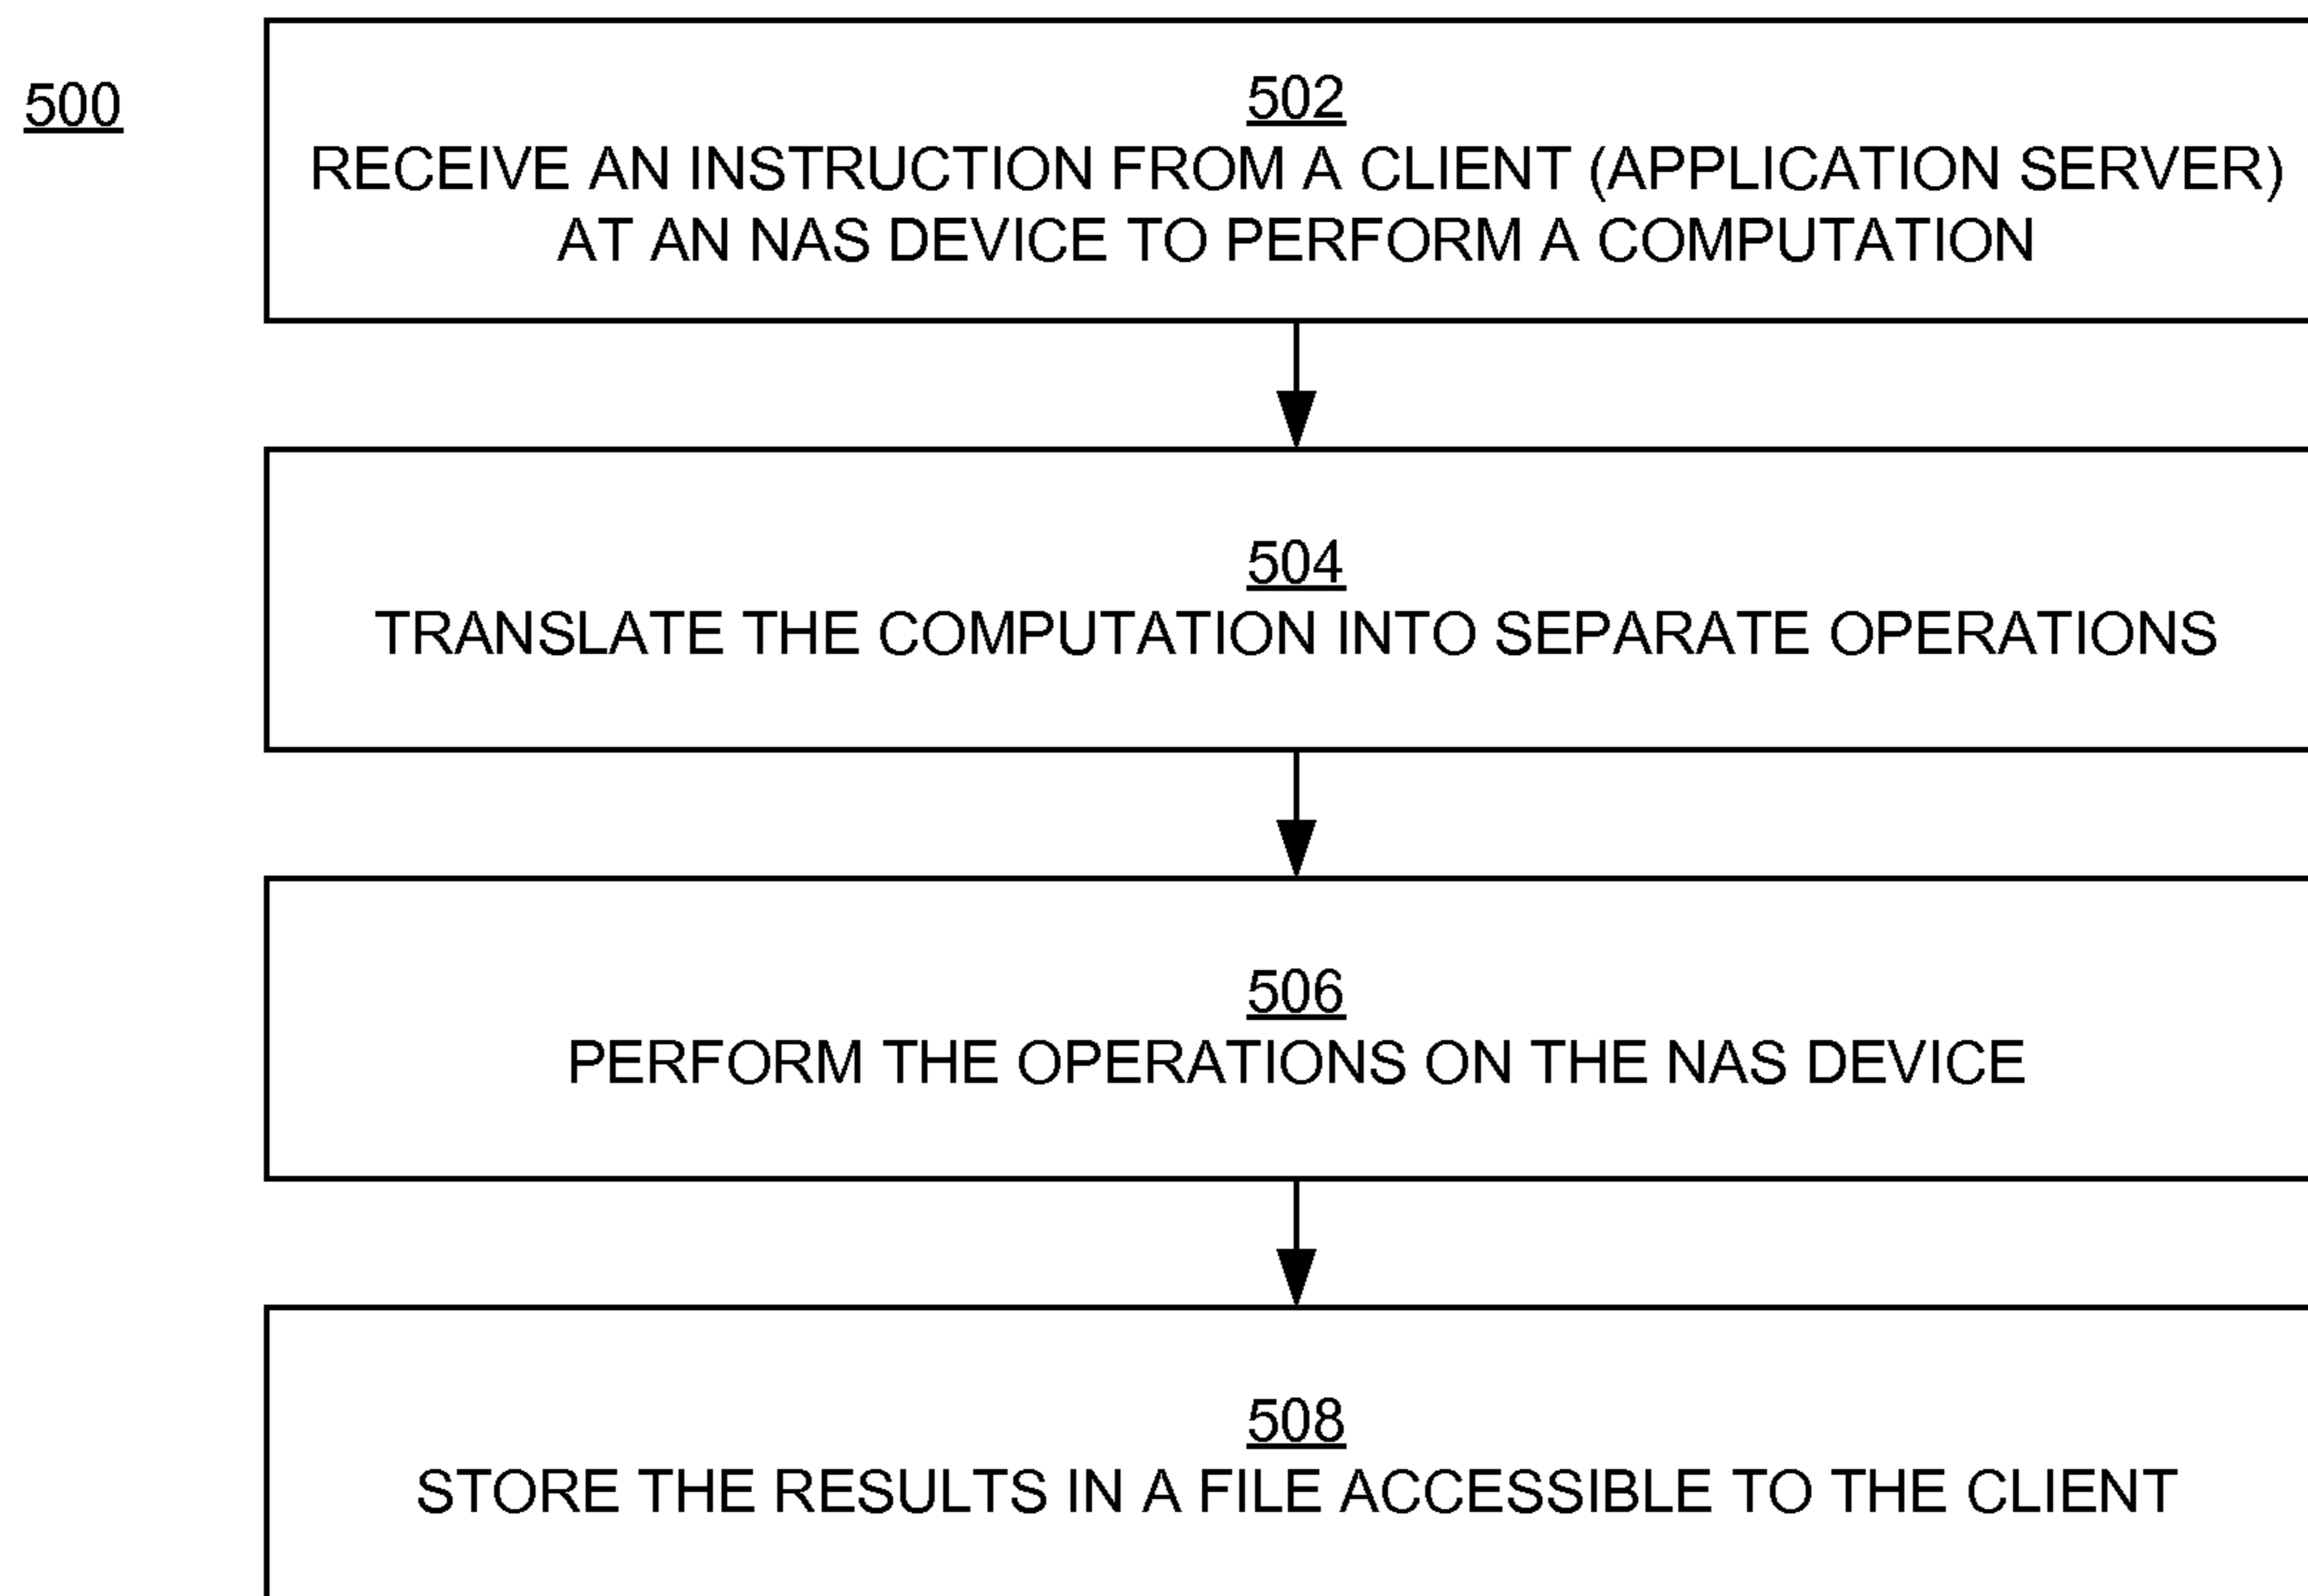 500
502
RECEIVE AN INSTRUCTION FROM A CLIENT (APPLICATION SERVER)
AT AN NAS DEVICE TO PERFORM A COMPUTATION
504
TRANSLATE THE COMPUTATION INTO SEPARATE OPERATIONS
506
PERFORM THE OPERATIONS ON THE NAS DEVICE
508
STORE THE RESULTS IN A FILE ACCESSIBLE TO THE CLIENT